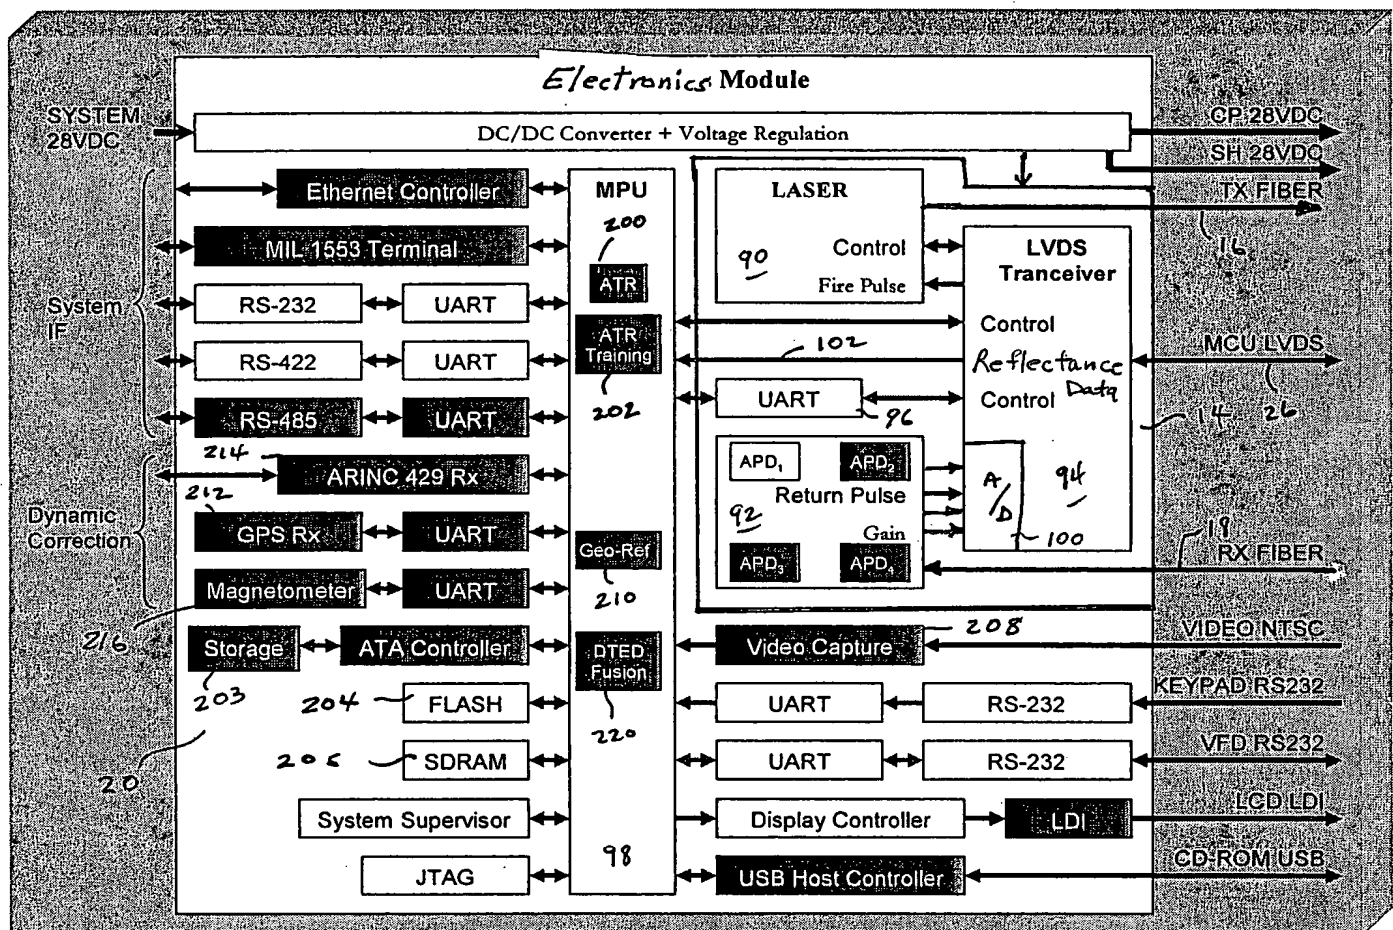 Electronics Module
SYSTEM
28VDC
DC/DC Converter + Voltage Regulation
CP 28VDC
SH 28VDC
TX FIBER
16
System
IF
Ethernet Controller
MIL 1553 Terminal
RS-232
UART
RS-422
UART
RS-485
UART
214
ARINC 429 Rx
212
Dynamic
Correction
GPS Rx
UART
Magnetometer
UART
216
Storage
ATA Controller
203
204
FLASH
SDRAM
20
System Supervisor
JTAG
MPU
200
ATR
ATR
Training
202
Geo-Ref
210
DTED
Fusion
220
98
LASER
90
Control
Fire Pulse
LVDS
Tranceiver
Control
102
Reflectance
Data
Control
UART
96
APD1
APD2
Return Pulse
92
Gain
APD3
APD4
A/D
94
100
MCU LVDS
26
14
RX FIBER
208
Video Capture
VIDEO NTSC
UART
RS-232
KEYPAD RS232
UART
RS-232
VFD RS232
Display Controller
LDI
LCD LDI
USB Host Controller
CD-ROM USB